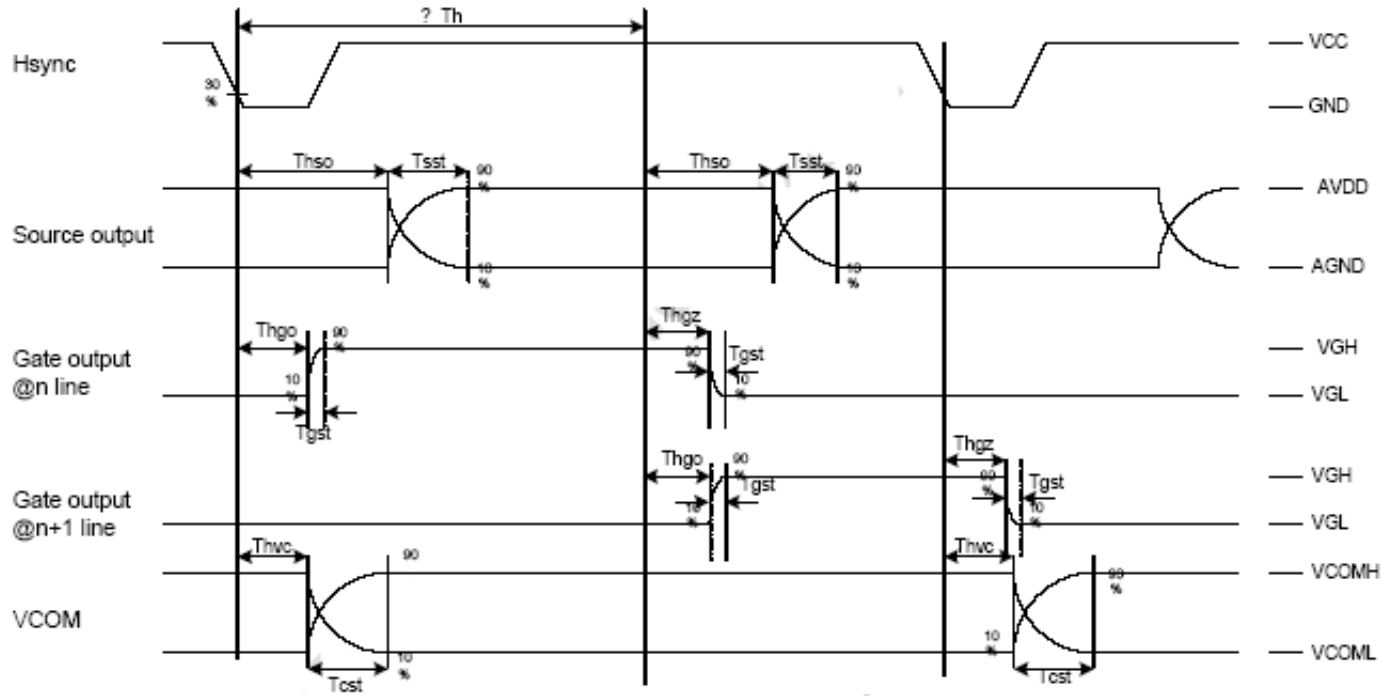 ? Th
Hsync
30
%
VCC
GND
Thso
Tsst
90
%
Thso
Tsst
90
%
AVDD
Source output
10
%
10
%
AGND
Thgo
90
%
Thgz
90
%
Tgst
VGH
Gate output
@n line
10
%
10
%
VGL
Tgst
Thgz
Thgo
90
%
Tgst
90
%
Tgst
VGH
Gate output
@n+1 line
10
%
10
%
VGL
Thvc
90
Thvc
90
%
VCOMH
VCOM
10
%
10
%
VCOML
Tcst
Tcst